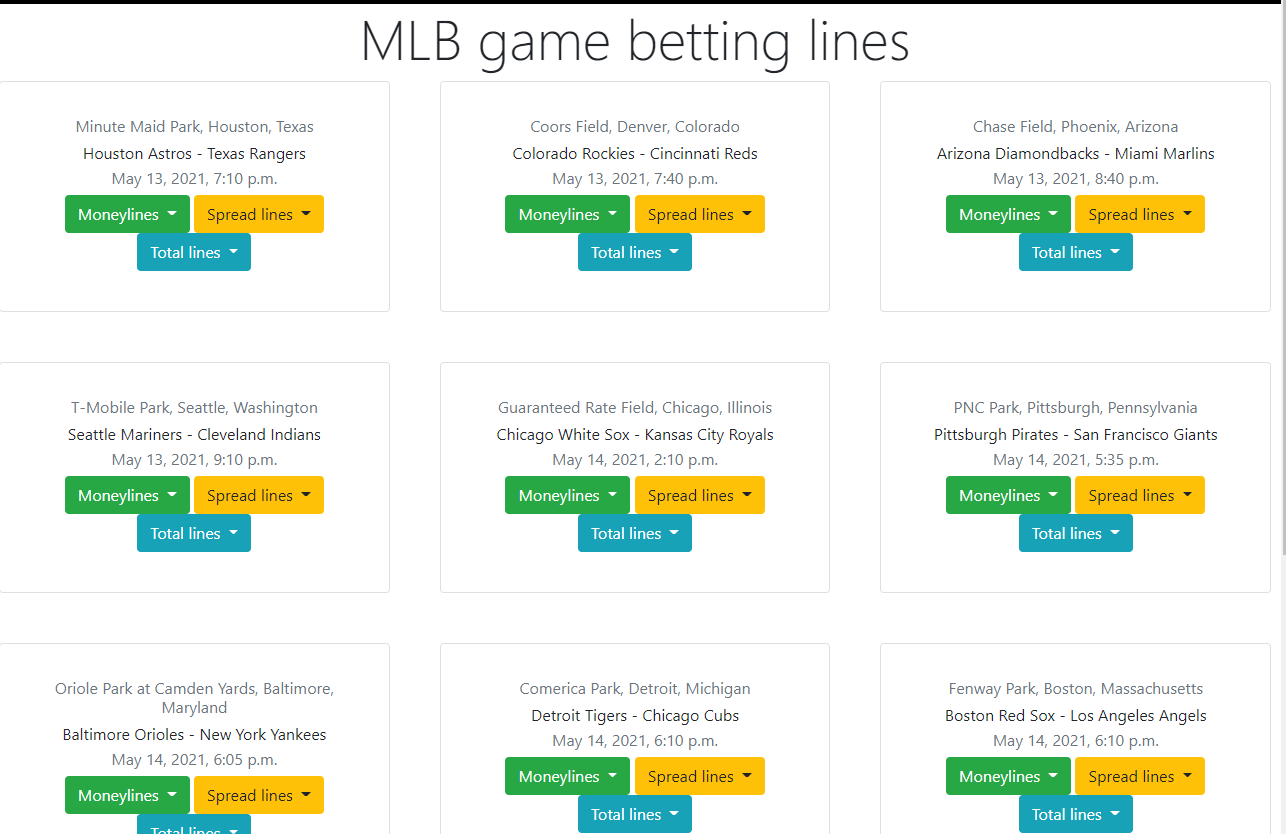 MLB game betting lines
Minute Maid Park, Houston, Texas
Houston Astros - Texas Rangers
May 13, 2021, 7:10 p.m.
Moneylines
Spread lines
Total lines
Coors Field, Denver, Colorado
Colorado Rockies - Cincinnati Reds
May 13, 2021, 7:40 p.m.
Moneylines
Spread lines
Total lines
Chase Field, Phoenix, Arizona
Arizona Diamondbacks - Miami Marlins
May 13, 2021, 8:40 p.m.
Moneylines
Spread lines
Total lines
T-Mobile Park, Seattle, Washington
Seattle Mariners - Cleveland Indians
May 13, 2021, 9:10 p.m.
Moneylines
Spread lines
Total lines
Guaranteed Rate Field, Chicago, Illinois
Chicago White Sox - Kansas City Royals
May 14, 2021, 2:10 p.m.
Moneylines
Spread lines
Total lines
PNC Park, Pittsburgh, Pennsylvania
Pittsburgh Pirates - San Francisco Giants
May 14, 2021, 5:35 p.m.
Moneylines
Spread lines
Total lines
Oriole Park at Camden Yards, Baltimore,
Maryland
Baltimore Orioles - New York Yankees
May 14, 2021, 6:05 p.m.
Moneylines
Spread lines
Total lines
Comerica Park, Detroit, Michigan
Detroit Tigers - Chicago Cubs
May 14, 2021, 6:10 p.m.
Moneylines
Spread lines
Total lines
Fenway Park, Boston, Massachusetts
Boston Red Sox - Los Angeles Angels
May 14, 2021, 6:10 p.m.
Moneylines
Spread lines
Total lines